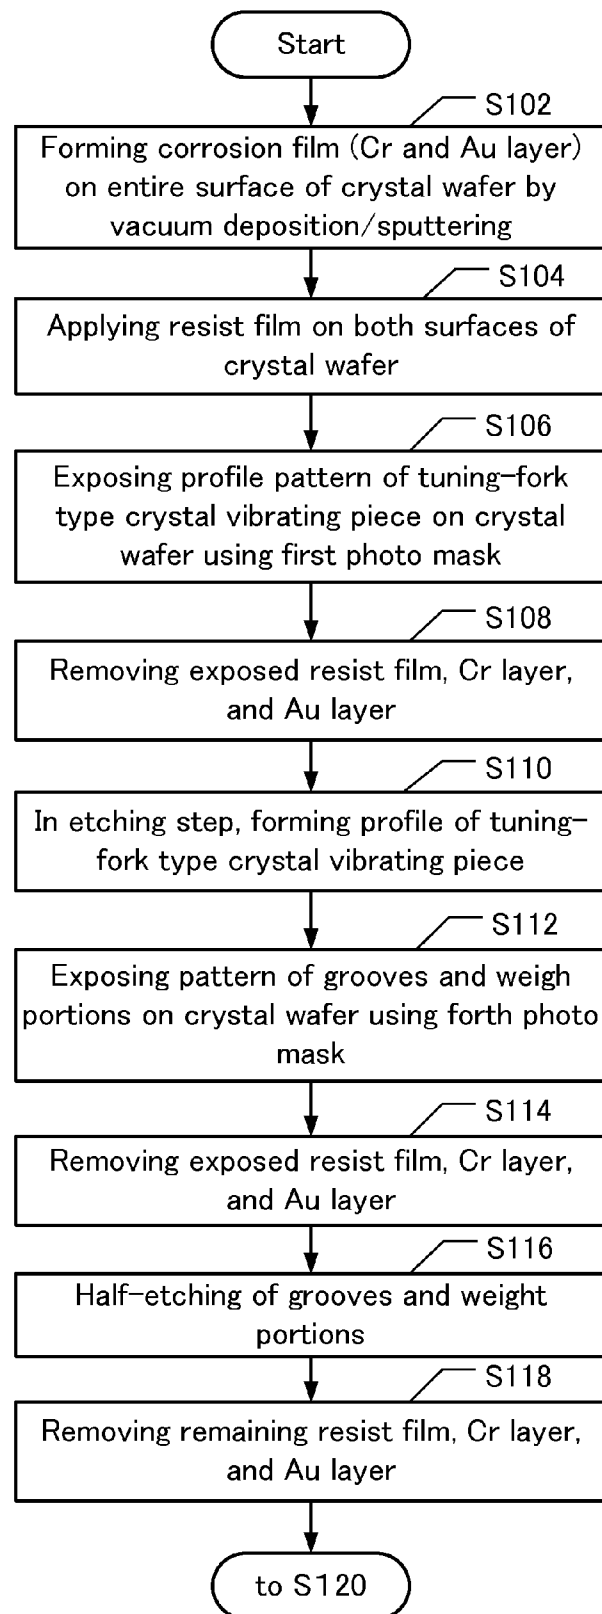 Start
S102
Forming corrosion film (Cr and Au layer)
on entire surface of crystal wafer by
vacuum deposition/sputtering
S104
Applying resist film on both surfaces of
crystal wafer
S106
Exposing profile pattern of tuning-fork
type crystal vibrating piece on crystal
wafer using first photo mask
S108
Removing exposed resist film, Cr layer,
and Au layer
S110
In etching step, forming profile of tuning-
fork type crystal vibrating piece
S112
Exposing pattern of grooves and weigh
portions on crystal wafer using forth photo
mask
S114
Removing exposed resist film, Cr layer,
and Au layer
S116
Half-etching of grooves and weight
portions
S118
Removing remaining resist film, Cr layer,
and Au layer
to S120